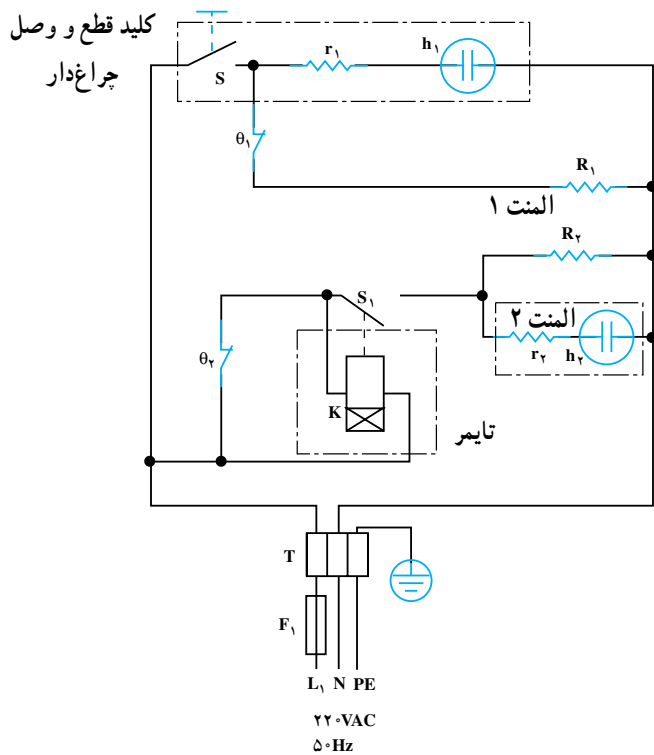 کلید قطع و وصل
چراغ‌دار
S
r۱
h۱
θ۱
R۱
المنت ۱
R۲
S۱
المنت ۲
r۲
h۲
θ۲
K
تایمر
T
F۱
L۱ N PE
۲۲۰VAC
۵۰Hz